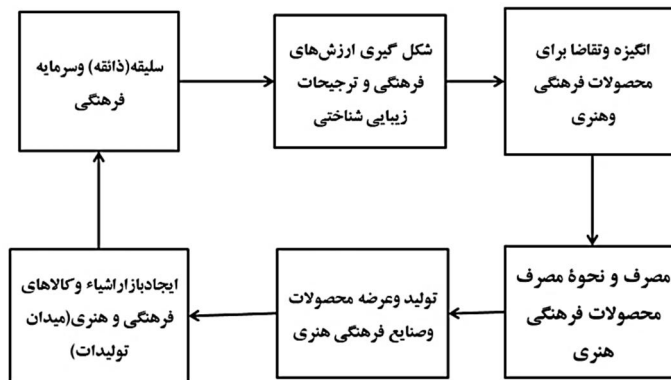 سلیقه(ذائقه) وسرمایه
فرهنگی
شکل گیری ارزش‌های
فرهنگی و ترجیحات
زیبایی شناختی
انگیزه وتقاضا برای
محصولات فرهنگی
وهنری
مصرف و نحوۀ مصرف
محصولات فرهنگی
هنری
تولید وعرضه محصولات
وصنایع فرهنگی هنری
ایجادبازاراشیاء وکالاهای
فرهنگی و هنری(میدان
تولیدات)